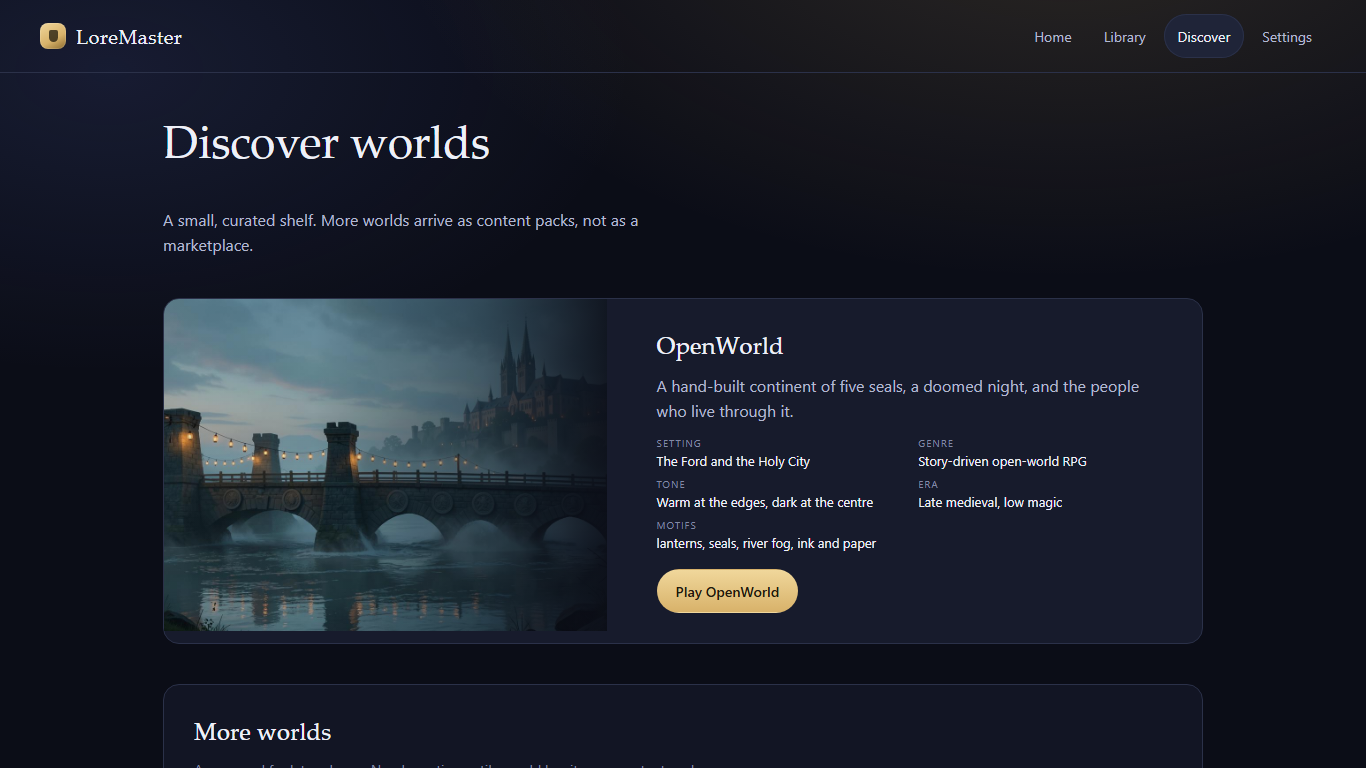 LoreMaster
Home
Library
Discover
Settings
Discover worlds
A small, curated shelf. More worlds arrive as content packs, not as a
marketplace.
OpenWorld
A hand-built continent of five seals, a doomed night, and the people
who live through it.
SETTING
The Ford and the Holy City
GENRE
Story-driven open-world RPG
TONE
Warm at the edges, dark at the centre
ERA
Late medieval, low magic
MOTIFS
lanterns, seals, river fog, ink and paper
Play OpenWorld
More worlds